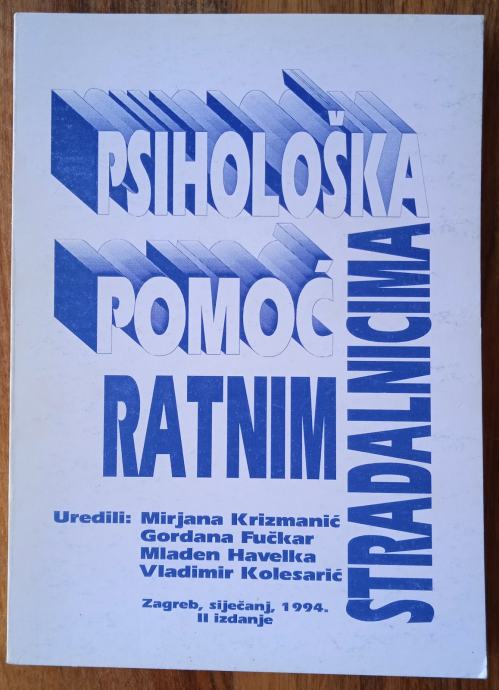 PSIHOLOŠKA
POMOĆ
RATNIM
STRADALNICIMA
Uredili: Mirjana Krizmanić
Gordana Fučkar
Mladen Havelka
Vladimir Kolesarić
Zagreb, siječanj, 1994.
II izdanje